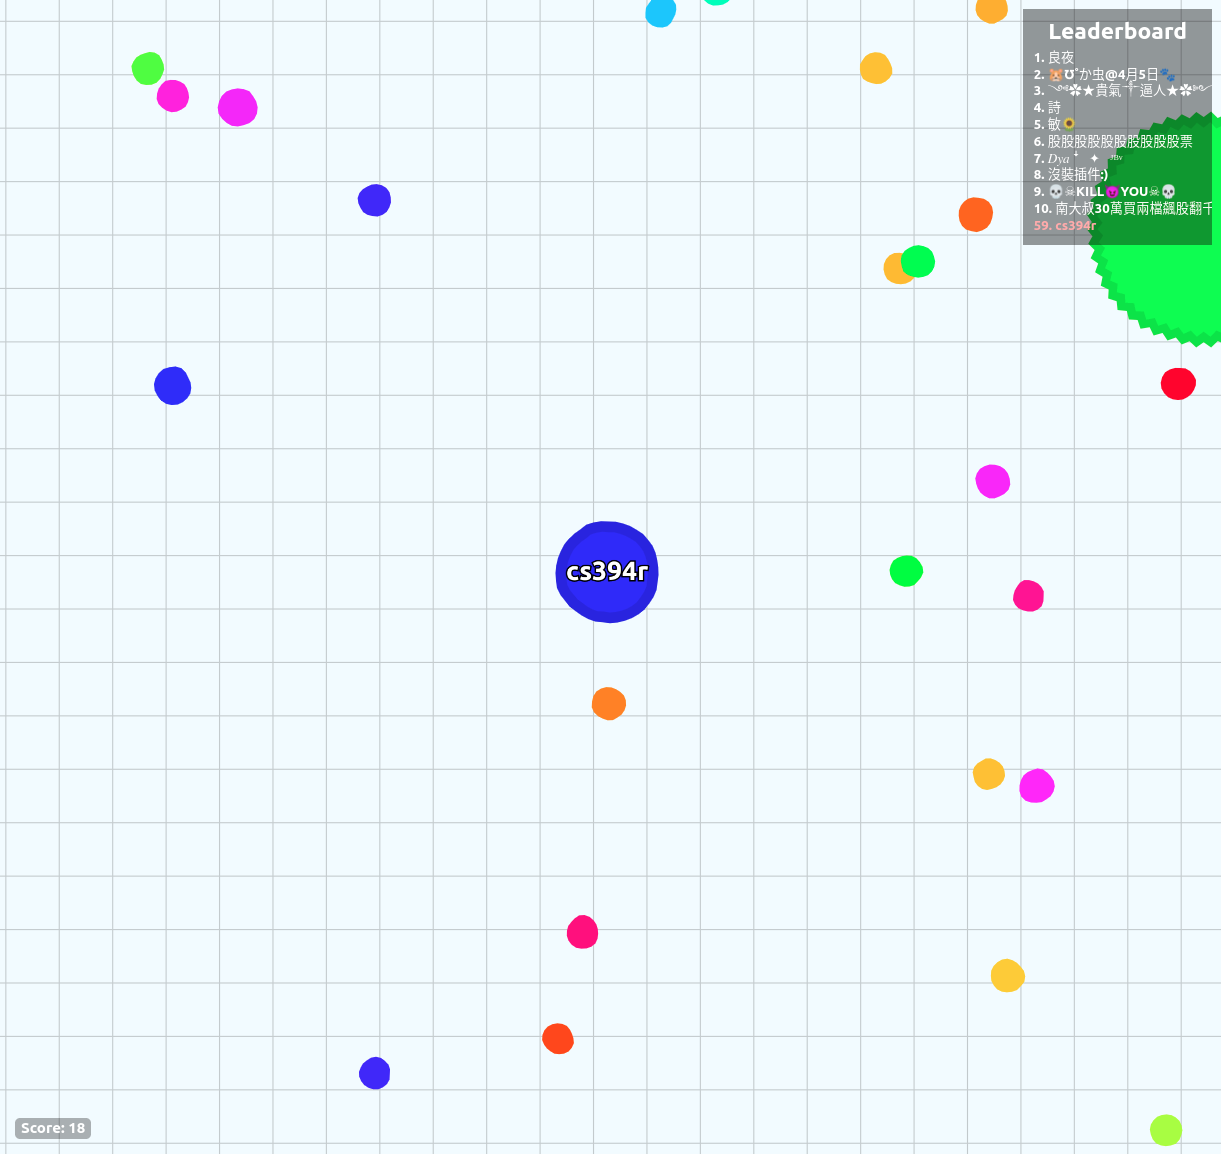 Leaderboard
1. 良夜
2. 🐹ʊ˚か虫@4月5日🐾
3. ༺✿★貴氣 ༒ 逼人★✿༻
4. 詩
5. 敏🌻
6. 股股股股股股股股股股票
7. 𝐷𝑦𝑎 ⁺ ✦ ᴶᴮᵛ
8. 沒裝插件:)
9. 💀☠KILL😈YOU☠💀
10. 南大叔30萬買兩檔飆股翻千
59. cs394r
cs394r
Score: 18